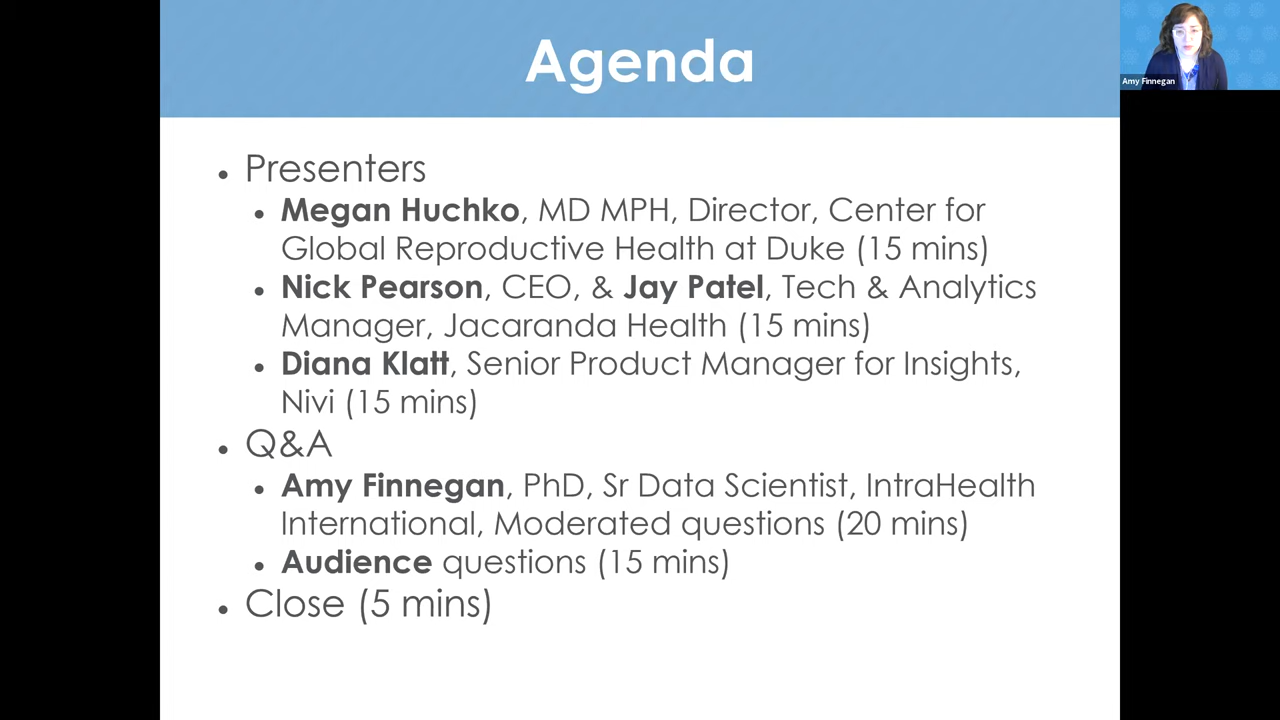 Agenda
Amy Finnegan
• Presenters
• Megan Huchko, MD MPH, Director, Center for
Global Reproductive Health at Duke (15 mins)
• Nick Pearson, CEO, & Jay Patel, Tech & Analytics
Manager, Jacaranda Health (15 mins)
• Diana Klatt, Senior Product Manager for Insights,
Nivi (15 mins)
• Q&A
• Amy Finnegan, PhD, Sr Data Scientist, IntraHealth
International, Moderated questions (20 mins)
• Audience questions (15 mins)
• Close (5 mins)